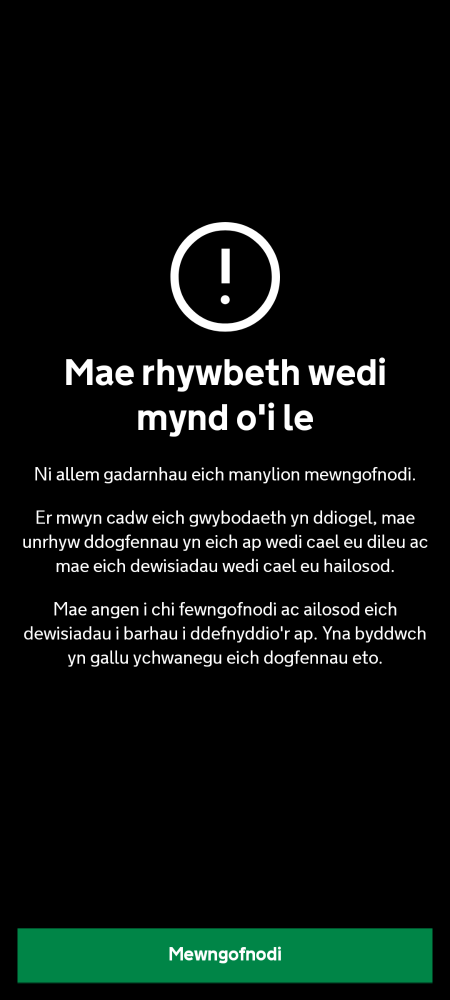 Mae rhywbeth wedi
mynd o'i le
Ni allem gadarnhau eich manylion mewngofnodi.
Er mwyn cadw eich gwybodaeth yn ddiogel, mae
unrhyw ddogfennau yn eich ap wedi cael eu dileu ac
mae eich dewisiadau wedi cael eu hailosod.
Mae angen i chi fewngofnodi ac ailosod eich
dewisiadau i barhau i ddefnyddio'r ap. Yna byddwch
yn gallu ychwanegu eich dogfennau eto.
Mewngofnodi